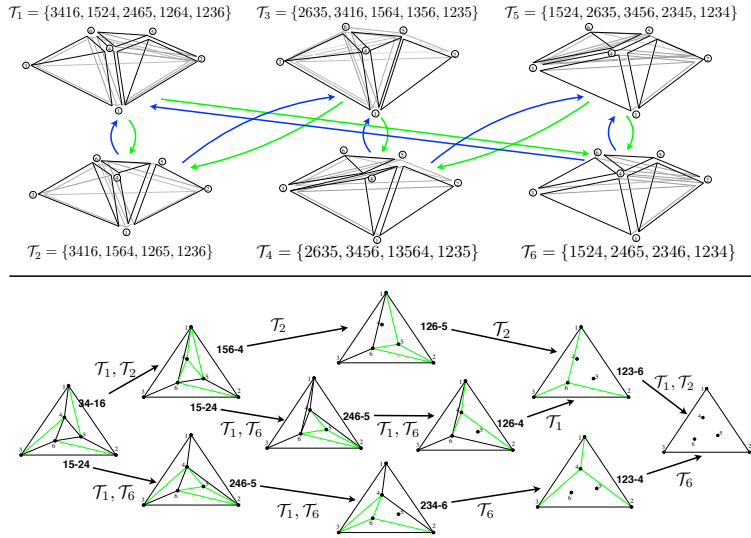 𝒯₁ = {3416, 1524, 2465, 1264, 1236}
𝒯₃ = {2635, 3416, 1564, 1356, 1235}
𝒯₅ = {1524, 2635, 3456, 2345, 1234}
𝒯₂ = {3416, 1564, 1265, 1236}
𝒯₄ = {2635, 3456, 13564, 1235}
𝒯₆ = {1524, 2465, 2346, 1234}
𝒯₂
126-5
𝒯₂
156-4
𝒯₁, 𝒯₂
123-6
𝒯₁, 𝒯₂
34-16
15-24
𝒯₁, 𝒯₆
246-5
𝒯₁, 𝒯₆
126-4
𝒯₁
15-24
𝒯₁, 𝒯₆
246-5
𝒯₁, 𝒯₆
234-6
𝒯₆
123-4
𝒯₆